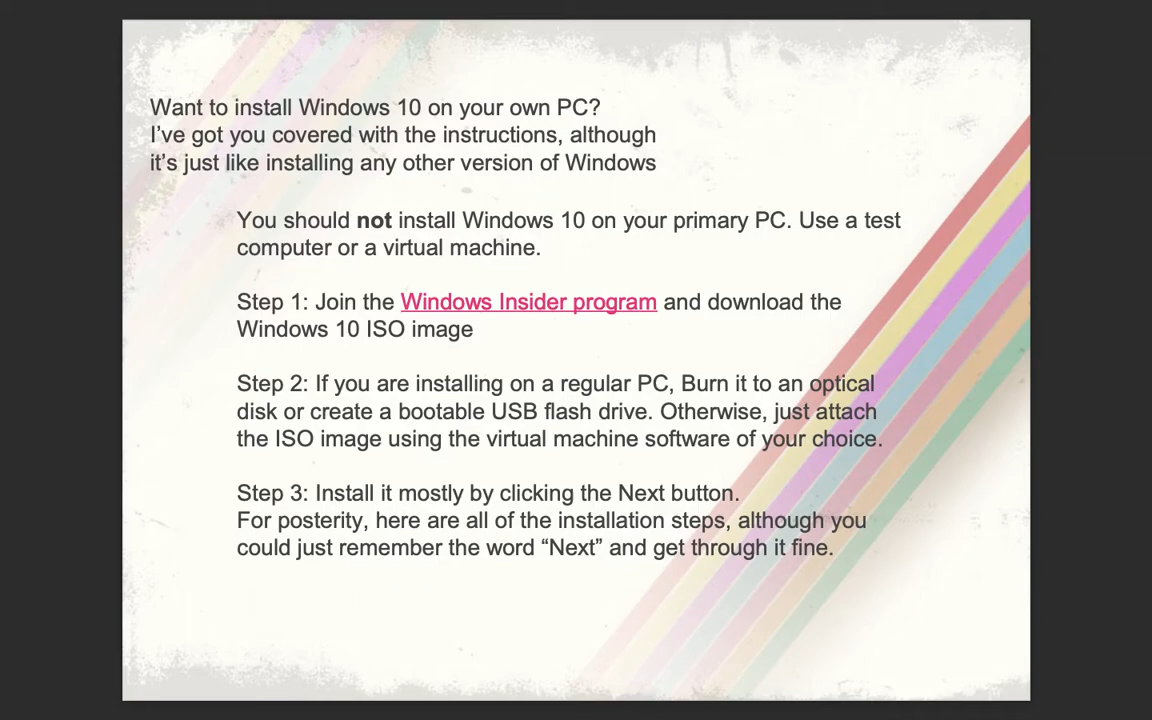 Want to install Windows 10 on your own PC?
I’ve got you covered with the instructions, although
it’s just like installing any other version of Windows
You should not install Windows 10 on your primary PC. Use a test
computer or a virtual machine.
Step 1: Join the Windows Insider program and download the
Windows 10 ISO image
Step 2: If you are installing on a regular PC, Burn it to an optical
disk or create a bootable USB flash drive. Otherwise, just attach
the ISO image using the virtual machine software of your choice.
Step 3: Install it mostly by clicking the Next button.
For posterity, here are all of the installation steps, although you
could just remember the word “Next” and get through it fine.